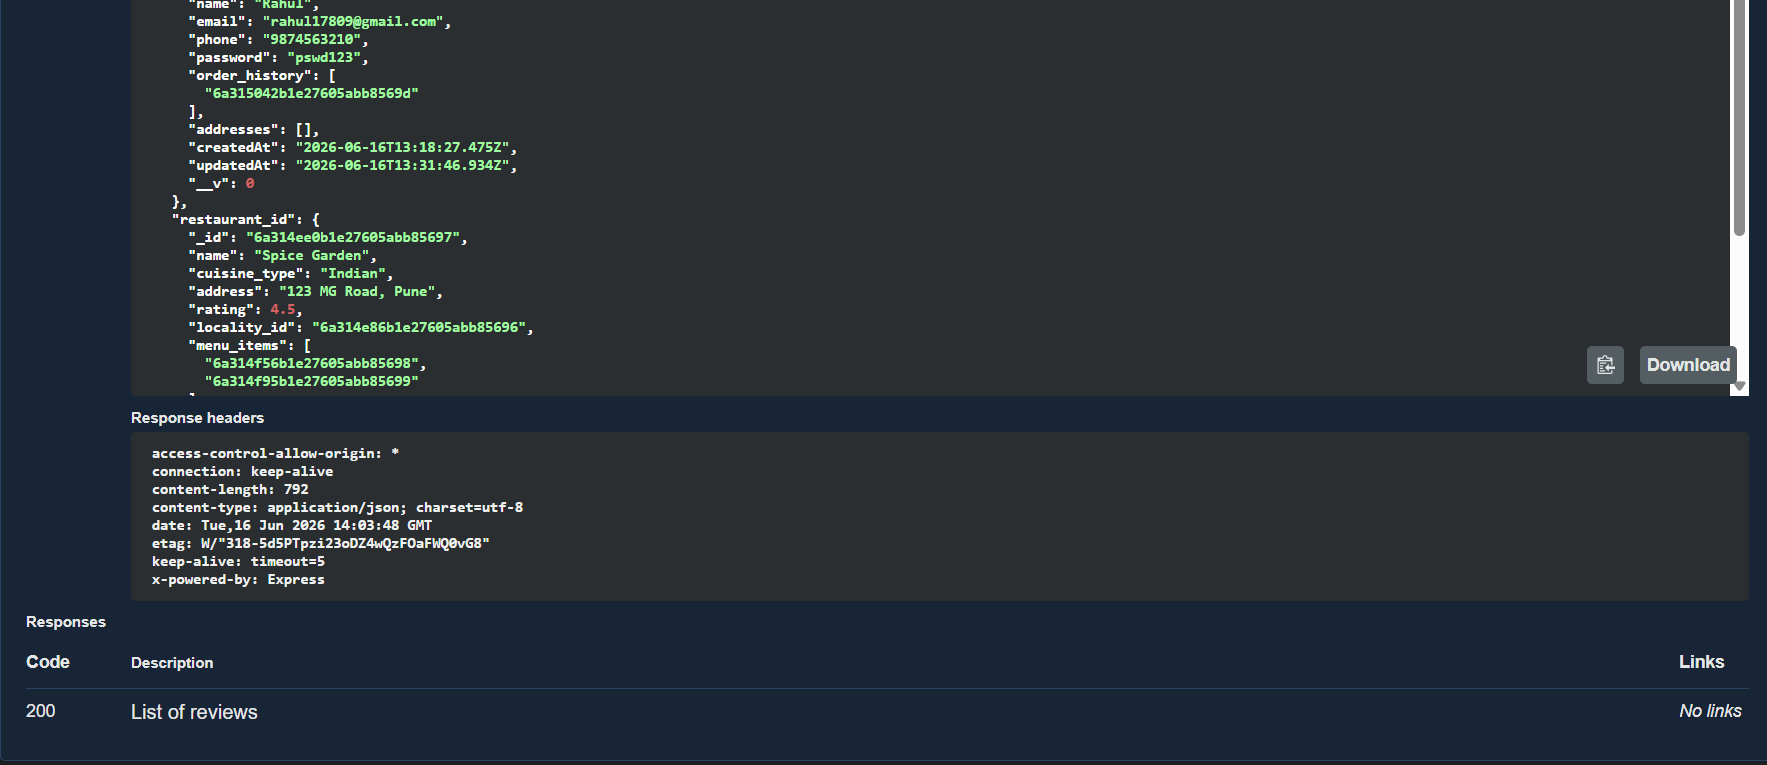 "name": "Rahul",
"email": "rahul17809@gmail.com",
"phone": "9874563210",
"password": "pswd123",
"order_history": [
"6a315042b1e27605abb8569d"
],
"addresses": [],
"createdAt": "2026-06-16T13:18:27.475Z",
"updatedAt": "2026-06-16T13:31:46.934Z",
"__v": 0
},
"restaurant_id": {
"_id": "6a314ee0b1e27605abb85697",
"name": "Spice Garden",
"cuisine_type": "Indian",
"address": "123 MG Road, Pune",
"rating": 4.5,
"locality_id": "6a314e86b1e27605abb85696",
"menu_items": [
"6a314f56b1e27605abb85698",
"6a314f95b1e27605abb85699"
Download
Response headers
access-control-allow-origin: *
connection: keep-alive
content-length: 792
content-type: application/json; charset=utf-8
date: Tue,16 Jun 2026 14:03:48 GMT
etag: W/"318-5d5PTpzi23oDZ4wQzFOaFWQ0vG8"
keep-alive: timeout=5
x-powered-by: Express
Responses
Code Description Links
200 List of reviews No links